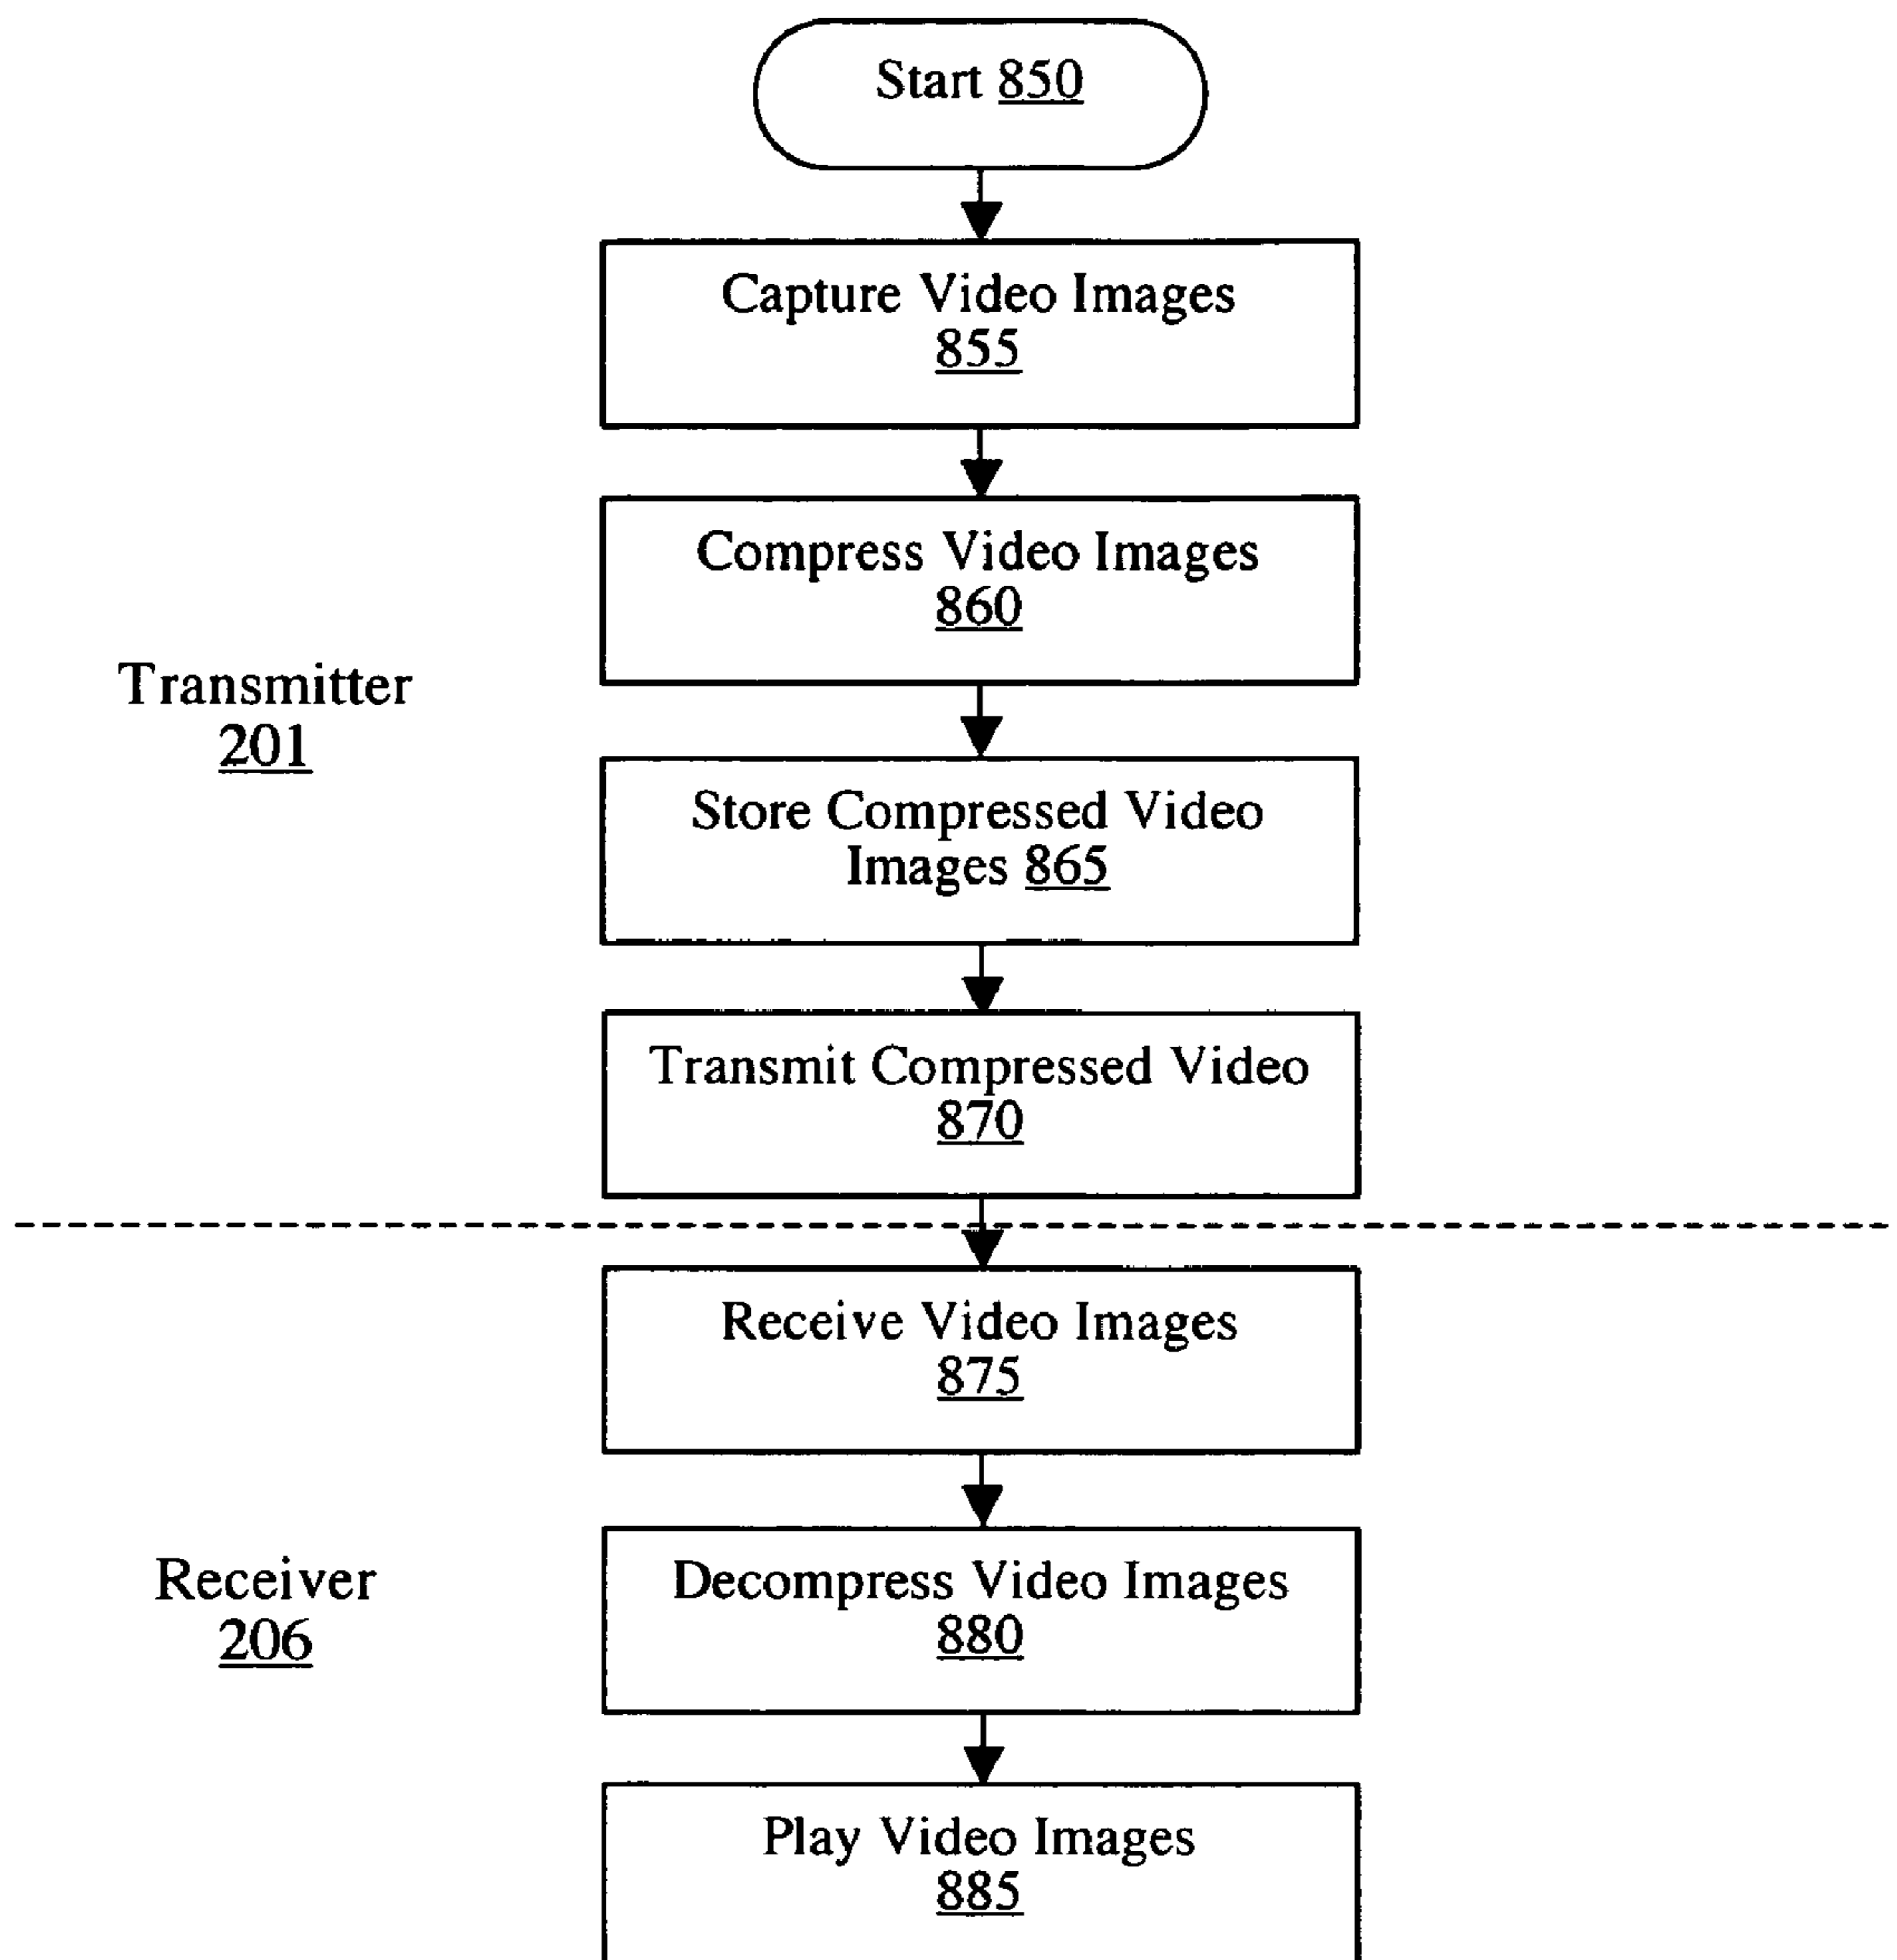 Start 850
Capture Video Images
855
Compress Video Images
860
Transmitter
201
Store Compressed Video
Images 865
Transmit Compressed Video
870
Receive Video Images
875
Decompress Video Images
880
Receiver
206
Play Video Images
885